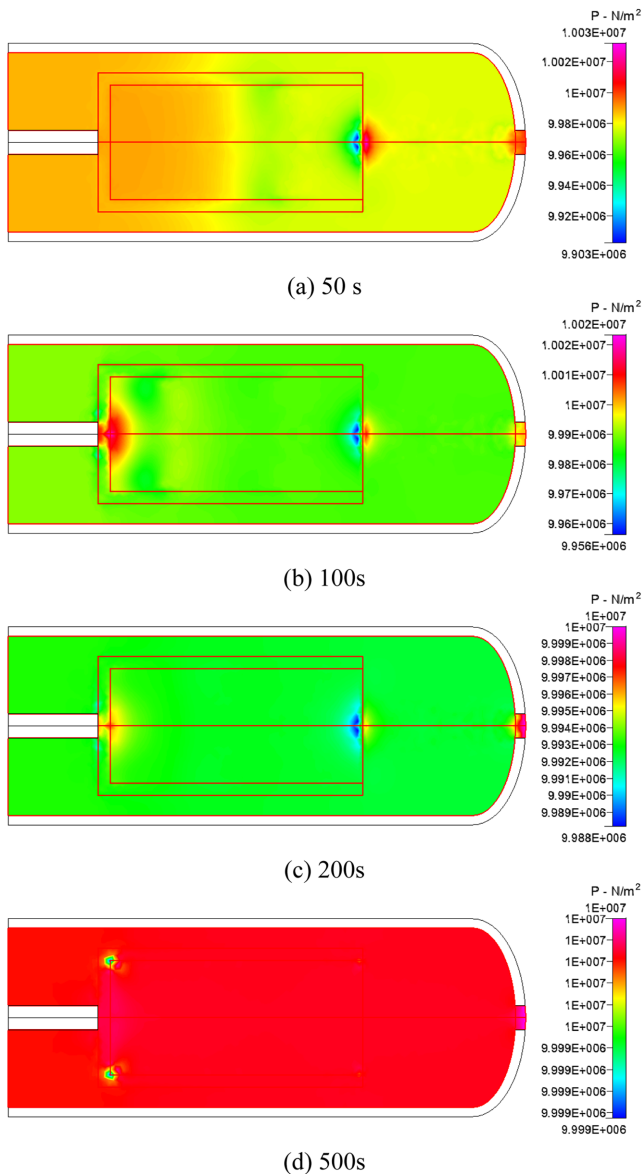 P - N/m²
1.003E+007
1.002E+007
1E+007
9.98E+006
9.96E+006
9.94E+006
9.92E+006
9.903E+006
(a) 50 s
P - N/m²
1.002E+007
1.002E+007
1.001E+007
1E+007
9.99E+006
9.98E+006
9.97E+006
9.96E+006
9.956E+006
(b) 100s
P - N/m²
1E+007
1E+007
9.999E+006
9.998E+006
9.997E+006
9.996E+006
9.995E+006
9.994E+006
9.993E+006
9.992E+006
9.991E+006
9.99E+006
9.989E+006
9.988E+006
(c) 200s
P - N/m²
1E+007
1E+007
1E+007
1E+007
1E+007
1E+007
9.999E+006
9.999E+006
9.999E+006
9.999E+006
9.999E+006
(d) 500s